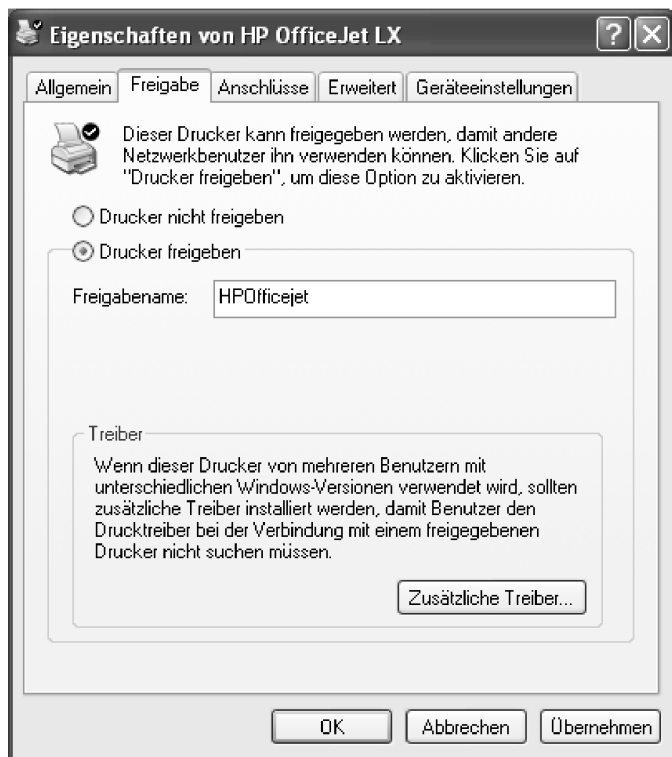 Eigenschaften von HP OfficeJet LX
Allgemein Freigabe Anschlüsse Erweitert Geräteeinstellungen
Dieser Drucker kann freigegeben werden, damit andere
Netzwerkbenutzer ihn verwenden können. Klicken Sie auf
"Drucker freigeben", um diese Option zu aktivieren.
Drucker nicht freigeben
Drucker freigeben
Freigabename: HPOfficejet
Treiber
Wenn dieser Drucker von mehreren Benutzern mit
unterschiedlichen Windows-Versionen verwendet wird, sollten
zusätzliche Treiber installiert werden, damit Benutzer den
Drucktreiber bei der Verbindung mit einem freigegebenen
Drucker nicht suchen müssen.
Zusätzliche Treiber...
OK Abbrechen Übernehmen